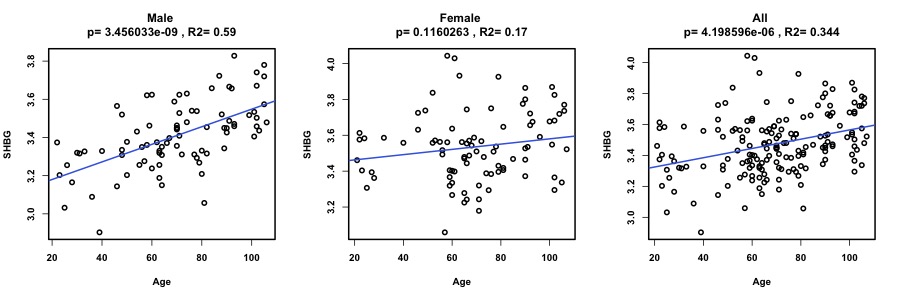 Male
p= 3.456033e-09 , R2= 0.59
SHBG
3.8
3.6
3.4
3.2
3.0
20 40 60 80 100
Age
Female
p= 0.1160263 , R2= 0.17
SHBG
4.0
3.8
3.6
3.4
3.2
20 40 60 80 100
Age
All
p= 4.198596e-06 , R2= 0.344
SHBG
4.0
3.8
3.6
3.4
3.2
3.0
20 40 60 80 100
Age